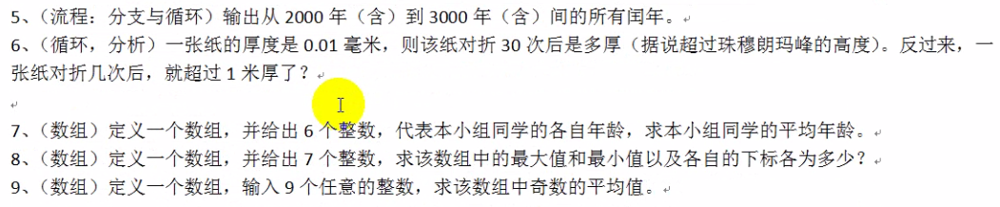 5、（流程：分支与循环）输出从 2000 年（含）到 3000 年（含）间的所有闰年。
6、（循环，分析）一张纸的厚度是 0.01 毫米，则该纸对折 30 次后是多厚（据说超过珠穆朗玛峰的高度）。反过来，一
张纸对折几次后，就超过 1 米厚了？
7、（数组）定义一个数组，并给出 6 个整数，代表本小组同学的各自年龄，求本小组同学的平均年龄。
8、（数组）定义一个数组，并给出 7 个整数，求该数组中的最大值和最小值以及各自的下标各为多少？
9、（数组）定义一个数组，输入 9 个任意的整数，求该数组中奇数的平均值。